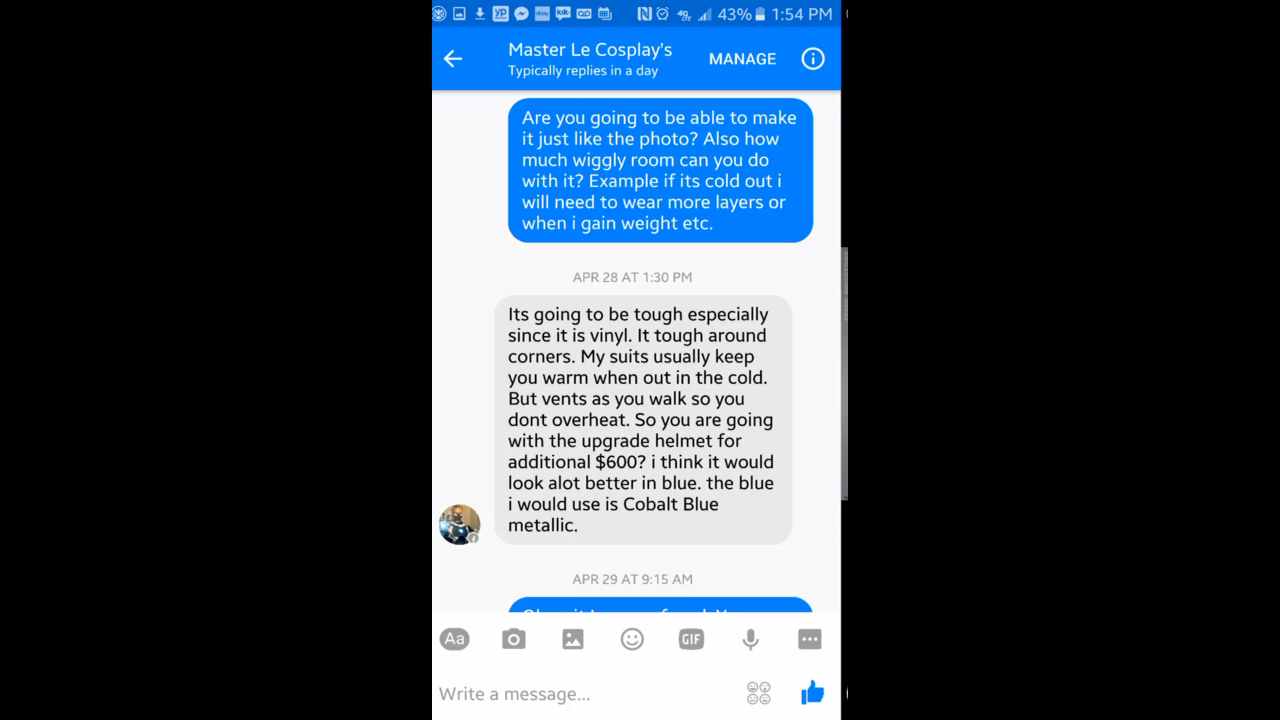 43% 1:54 PM
Master Le Cosplay's
Typically replies in a day
MANAGE
Are you going to be able to make
it just like the photo? Also how
much wiggly room can you do
with it? Example if its cold out i
will need to wear more layers or
when i gain weight etc.
APR 28 AT 1:30 PM
Its going to be tough especially
since it is vinyl. It tough around
corners. My suits usually keep
you warm when out in the cold.
But vents as you walk so you
dont overheat. So you are going
with the upgrade helmet for
additional $600? i think it would
look alot better in blue. the blue
i would use is Cobalt Blue
metallic.
APR 29 AT 9:15 AM
Aa
GIF
Write a message...